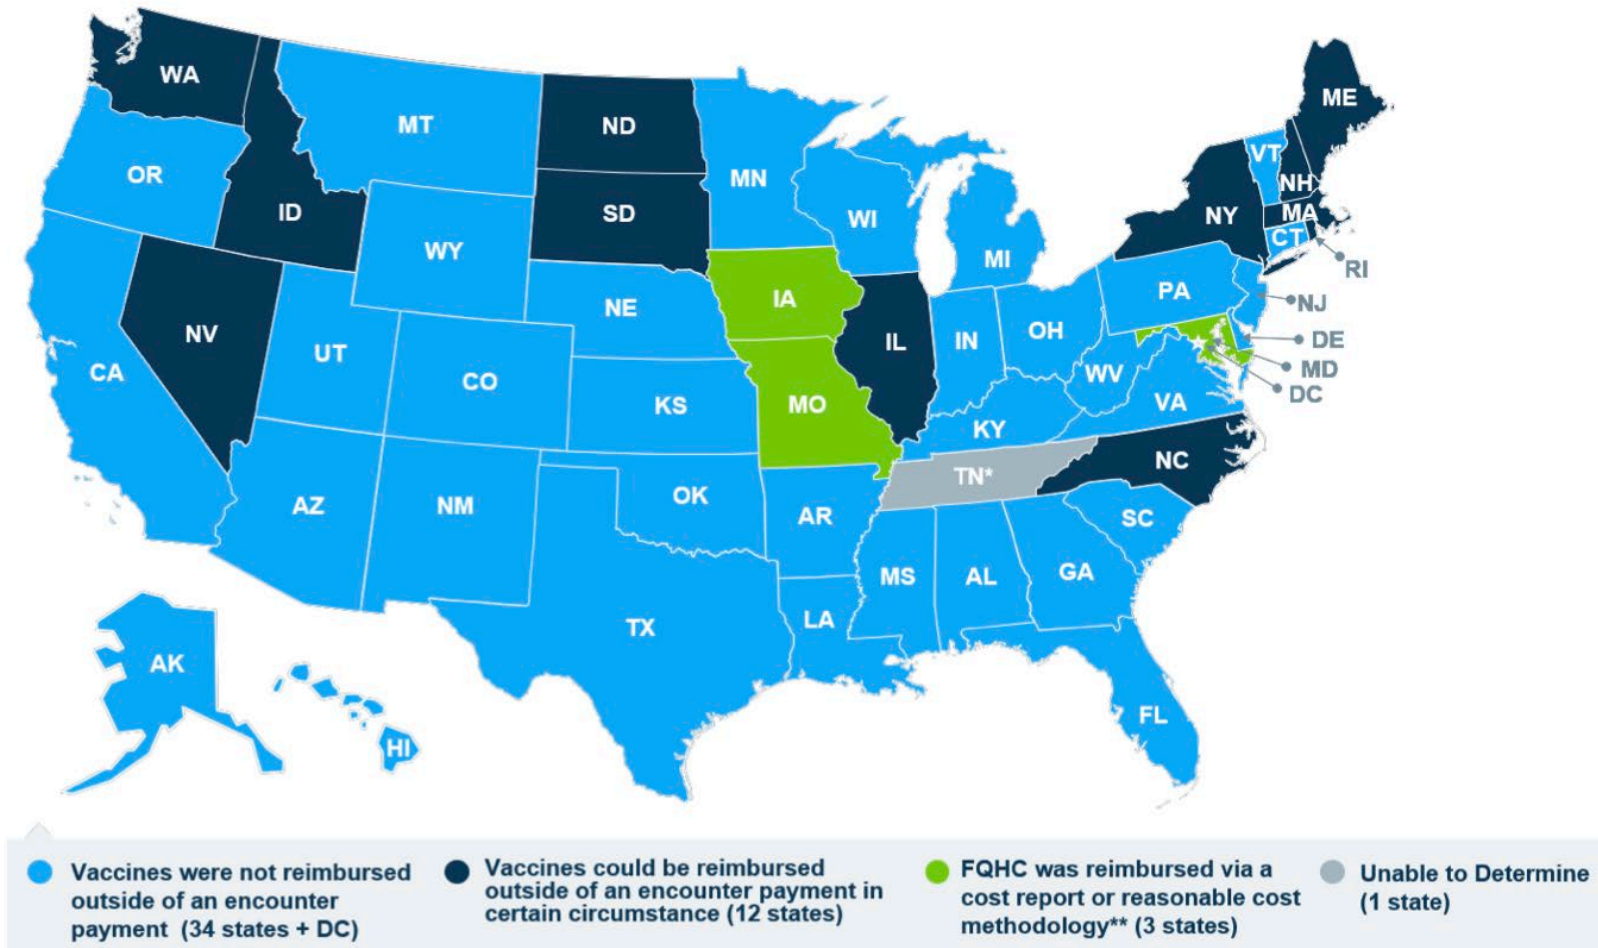 WA
MT
ND
ME
OR
MN
VT
ID
SD
WI
NH
NY
MA
WY
CT
MI
RI
NE
IA
PA
NJ
NV
UT
IL
IN
OH
DE
CA
CO
WV
MD
KS
MO
VA
DC
KY
NC
AZ
NM
OK
TN*
AR
SC
MS
AL
GA
TX
LA
AK
FL
HI
Vaccines were not reimbursed
outside of an encounter
payment (34 states + DC)
Vaccines could be reimbursed
outside of an encounter payment in
certain circumstance (12 states)
FQHC was reimbursed via a
cost report or reasonable cost
methodology** (3 states)
Unable to Determine
(1 state)